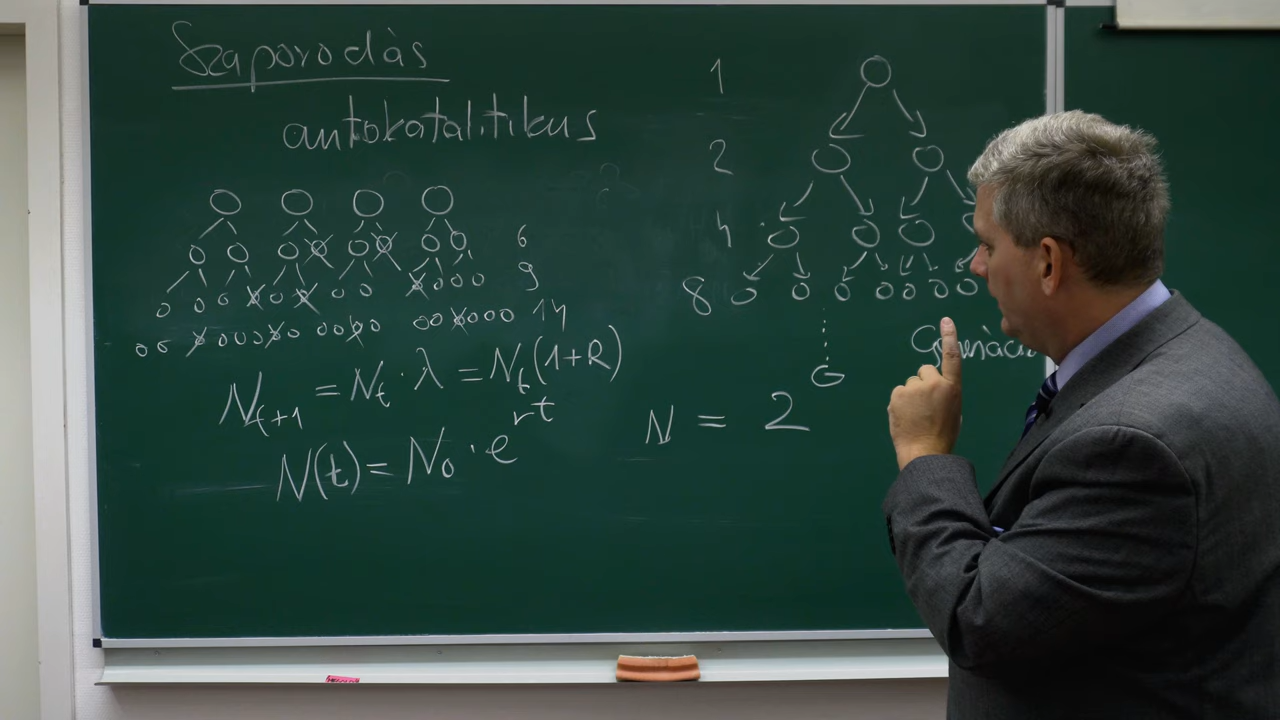 Szaporodás
autokatalitikus
6
9
14
N_{t+1} = N_t · λ = N_t (1+R)
N(t) = N_0 · e^{rt}
1
2
4
8
G
N = 2